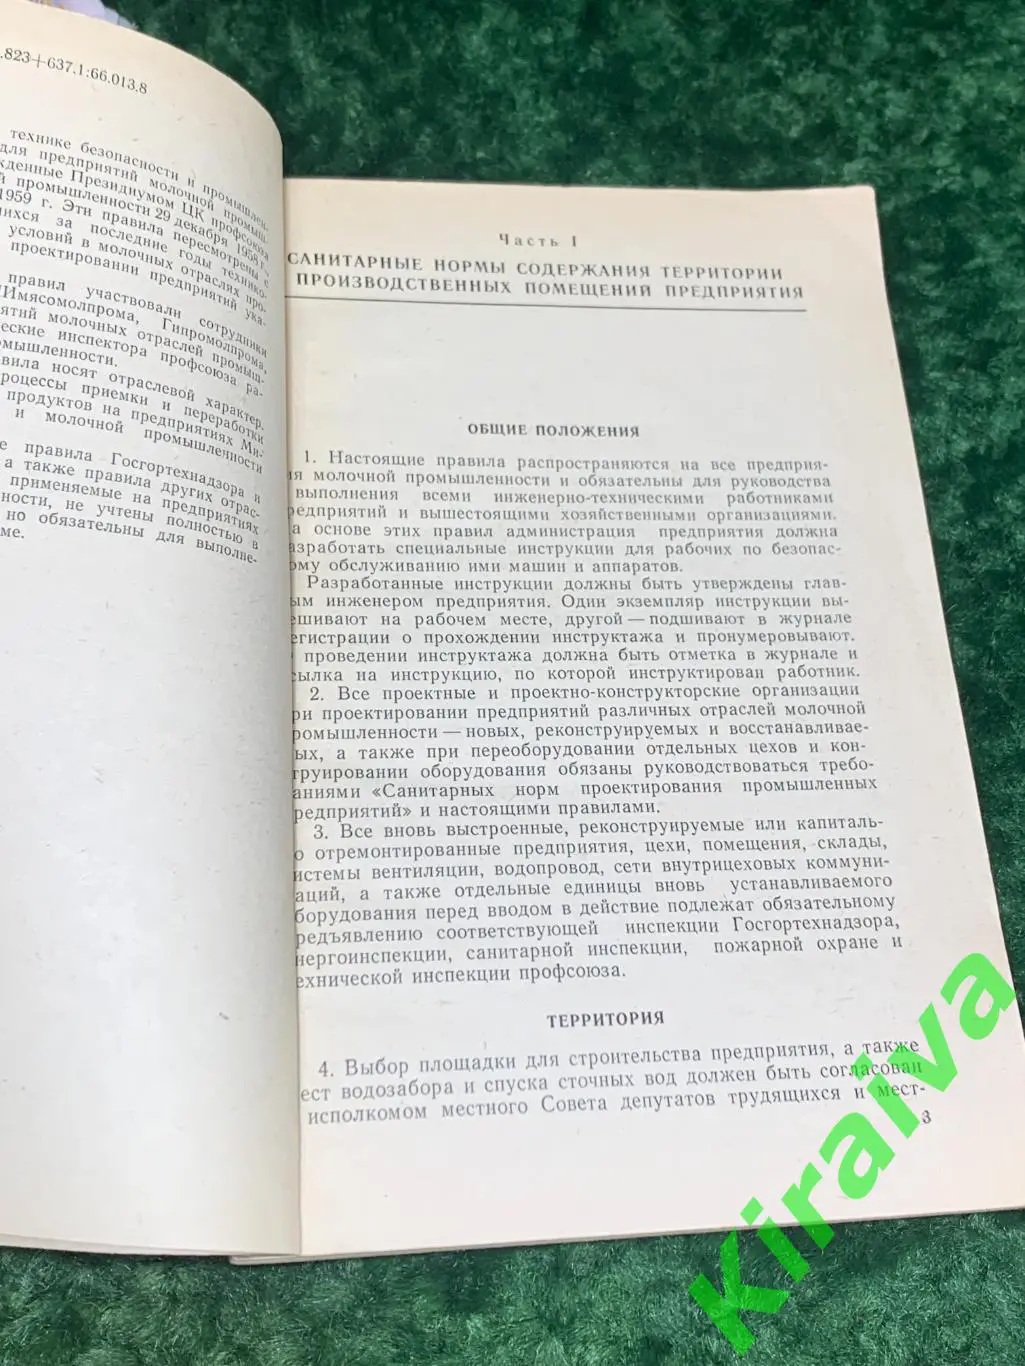 .823+637.1:66.013.8
технике безопасности и промышлен.
для предприятий молочной промыш.
жденные Президиумом ЦК профсоюза
й промышленности 29 декабря 1958 г.
1959 г. Эти правила пересмотрены с
ихся за последние годы технико-
условий в молочных отраслях про-
проектировании предприятий ука-
правил участвовали сотрудники
Имясомолпрома, Гипромолпрома,
ятий молочных отраслей промыш-
еские инспектора профсоюза ра-
омышленности.
вила носят отраслевой характер.
роцессы приемки и переработки
продуктов на предприятиях Ми-
и молочной промышленности
е правила Госгортехнадзора и
а также правила других отрас-
применяемые на предприятиях
ности, не учтены полностью в
но обязательны для выполне-
ме.
Часть I
САНИТАРНЫЕ НОРМЫ СОДЕРЖАНИЯ ТЕРРИТОРИИ
ПРОИЗВОДСТВЕННЫХ ПОМЕЩЕНИЙ ПРЕДПРИЯТИЯ
ОБЩИЕ ПОЛОЖЕНИЯ
1. Настоящие правила распространяются на все предприя-
ия молочной промышленности и обязательны для руководства
выполнения всеми инженерно-техническими работниками
редприятий и вышестоящими хозяйственными организациями.
а основе этих правил администрация предприятия должна
азработать специальные инструкции для рабочих по безопас-
ому обслуживанию ими машин и аппаратов.
Разработанные инструкции должны быть утверждены глав-
ым инженером предприятия. Один экземпляр инструкции вы-
ешивают на рабочем месте, другой — подшивают в журнале
егистрации о прохождении инструктажа и пронумеровывают.
проведении инструктажа должна быть отметка в журнале и
сылка на инструкцию, по которой инструктирован работник.
2. Все проектные и проектно-конструкторские организации
ри проектировании предприятий различных отраслей молочной
ромышленности — новых, реконструируемых и восстанавливае-
ых, а также при переоборудовании отдельных цехов и кон-
труировании оборудования обязаны руководствоваться требо-
аниями «Санитарных норм проектирования промышленных
редприятий» и настоящими правилами.
3. Все вновь выстроенные, реконструируемые или капиталь-
о отремонтированные предприятия, цехи, помещения, склады,
истемы вентиляции, водопровод, сети внутрицеховых коммуни-
аций, а также отдельные единицы вновь устанавливаемого
борудования перед вводом в действие подлежат обязательному
редъявлению соответствующей инспекции Госгортехнадзора,
нергоинспекции, санитарной инспекции, пожарной охране и
ехнической инспекции профсоюза.
ТЕРРИТОРИЯ
4. Выбор площадки для строительства предприятия, а также
ест водозабора и спуска сточных вод должен быть согласован
исполкомом местного Совета депутатов трудящихся и мест-
3
Kiraiva